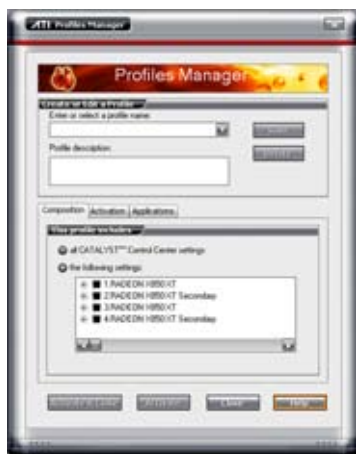 ATI Profiles Manager
Profiles Manager
Create or Edit a Profile
Enter or select a profile name:
Profile description:
Composition Activation Applications
This profile includes
all CATALYST™ Control Center settings
the following settings:
1.RADEON X850 XT
2.RADEON X850 XT Secondary
3.RADEON X850 XT
4.RADEON X850 XT Secondary
Close Help